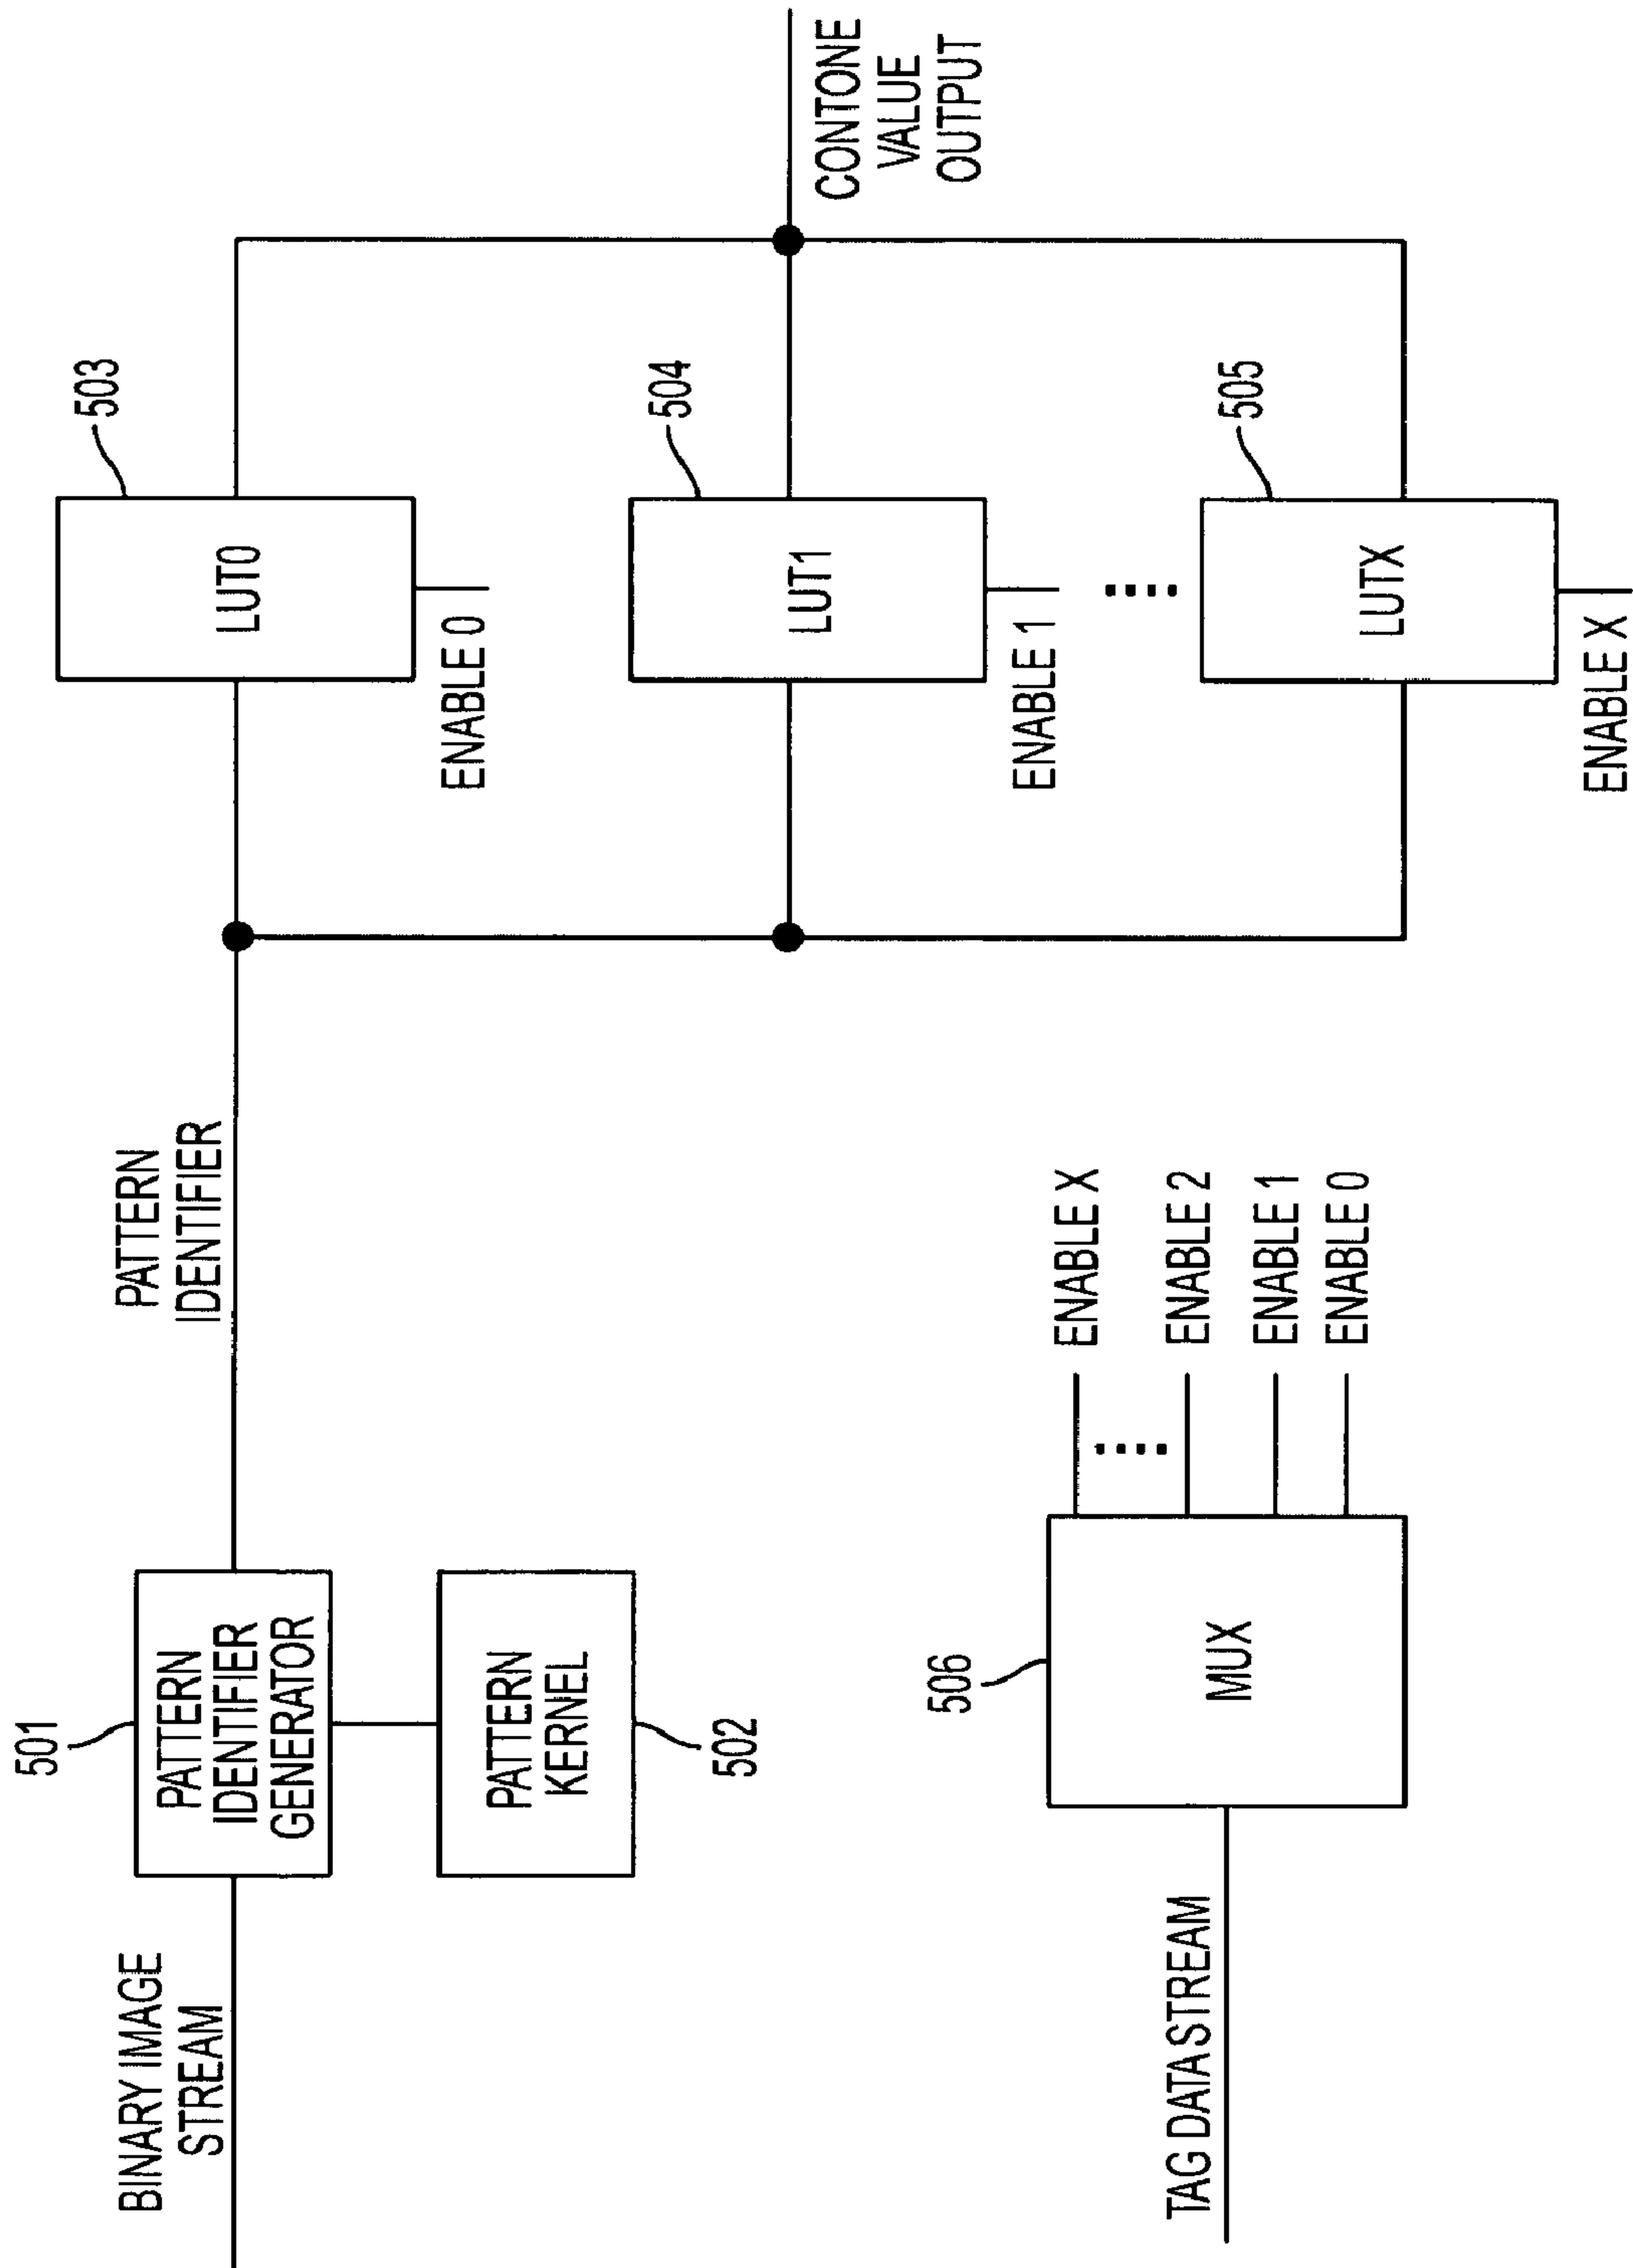 BINARY IMAGE
STREAM
501
PATTERN
IDENTIFIER
GENERATOR
PATTERN
KERNEL
502
PATTERN
IDENTIFIER
503
LUT0
ENABLE 0
504
LUT1
ENABLE 1
505
LUTX
ENABLE X
CONTONE
VALUE
OUTPUT
TAG DATA STREAM
506
MUX
ENABLE X
ENABLE 2
ENABLE 1
ENABLE 0